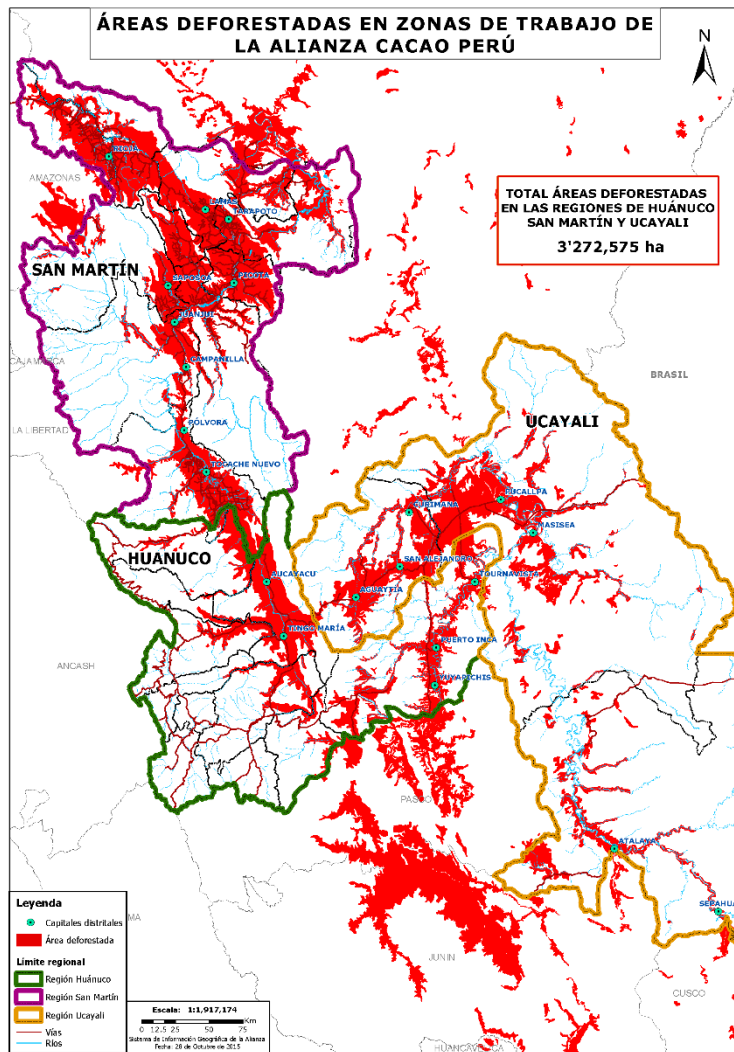 ÁREAS DEFORESTADAS EN ZONAS DE TRABAJO DE
LA ALIANZA CACAO PERÚ
N
RIOJA
AMAZONAS
LAMAS
TARAPOTO
TOTAL ÁREAS DEFORESTADAS
EN LAS REGIONES DE HUÁNUCO
SAN MARTÍN Y UCAYALI
3'272,575 ha
SAN MARTÍN
SAPOSOA
JUANJUI
CAJAMARCA
CAMPANILLA
BRASIL
LA LIBERTAD
PÓLVORA
UCAYALI
TOCACHE NUEVO
PUCALLPA
CURIMANA
MASISEA
HUANUCO
SAN ALEJANDRO
AUCAYACU
TOURNAVISTA
AGUAYTIA
TINGO MARÍA
PUERTO INCA
ANCASH
YUYAPICHIS
PASCO
ATALAYA
SEPAHUA
JUNIN
CUSCO
HUANCAVELICA
Leyenda
Capitales distritales
Área deforestada
Límite regional
Región Huánuco
Región San Martín
Región Ucayali
Vías
Ríos
Escala: 1:1,917,174
Km
0 12.5 25 50 75
Sistema de Información Geográfica de la Alianza
Fecha: 28 de Octubre de 2015